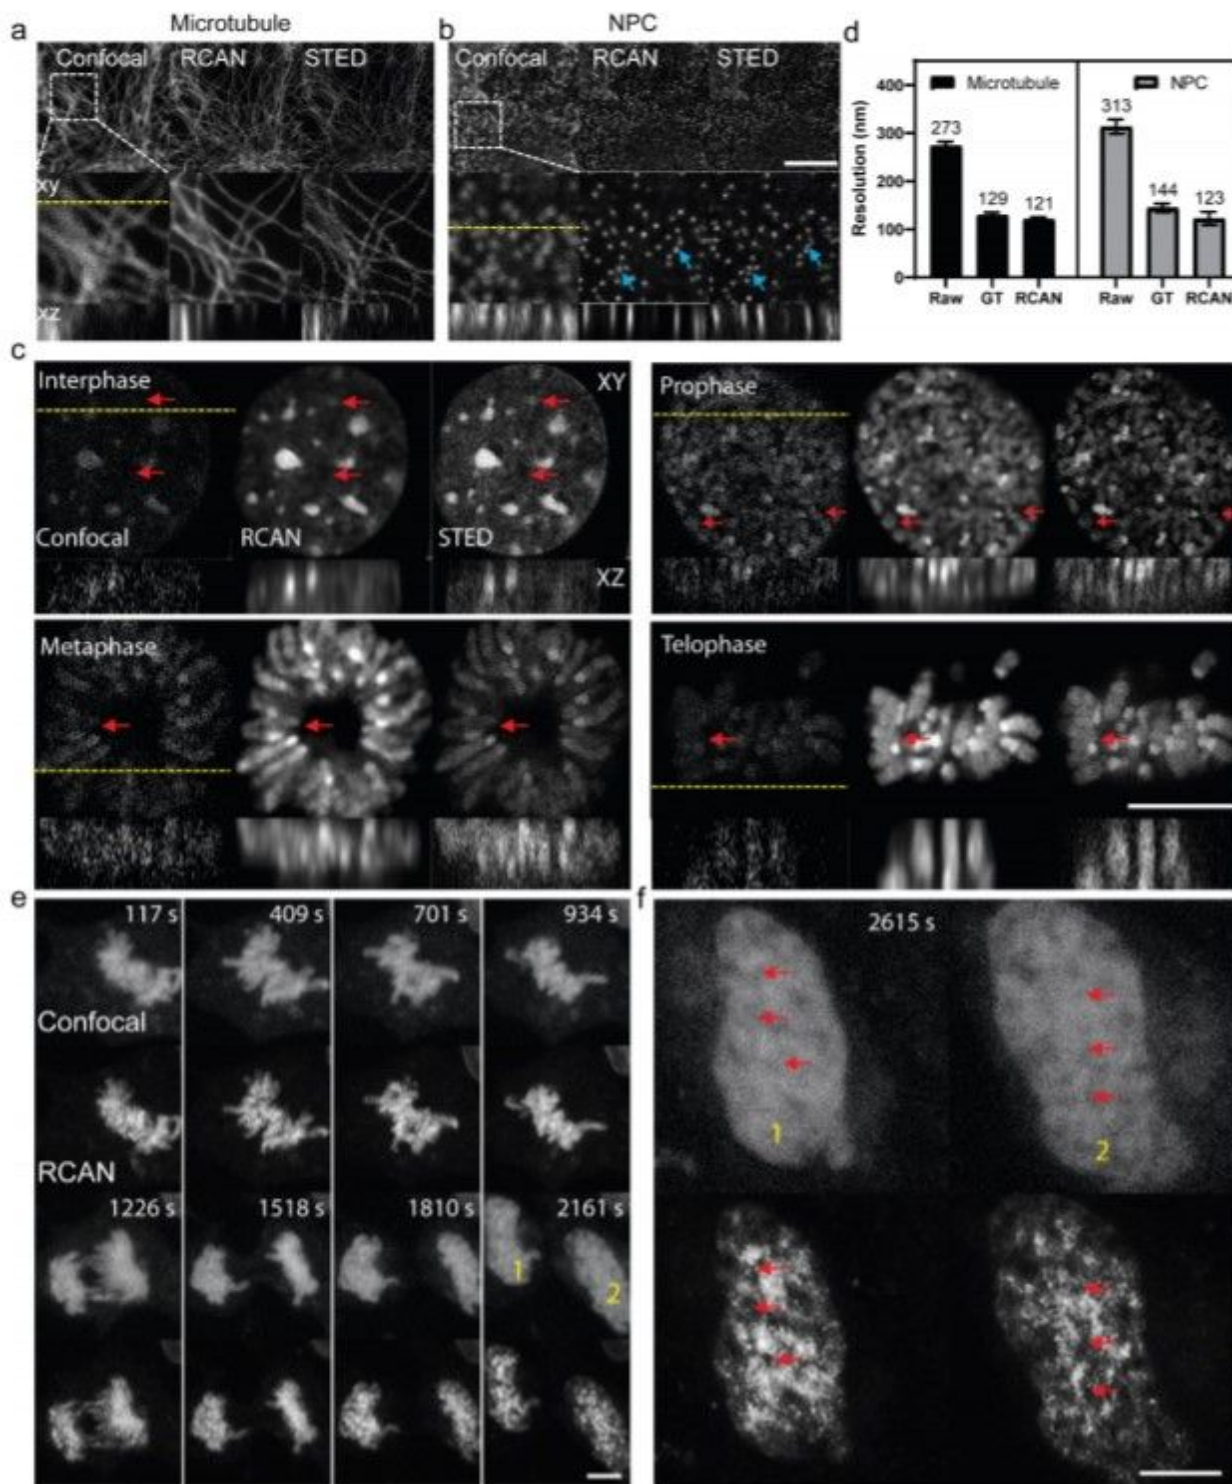 a
Microtubule
Confocal RCAN STED
xy
xz
b
NPC
Confocal RCAN STED
d
Resolution (nm)
400
300
200
100
0
Microtubule
NPC
273
129
121
313
144
123
Raw GT RCAN
Raw GT RCAN
c
Interphase
XY
Confocal RCAN STED
XZ
Prophase
Metaphase
Telophase
e
117 s 409 s 701 s 934 s
Confocal
RCAN
1226 s 1518 s 1810 s 2161 s
1
2
f
2615 s
1
2